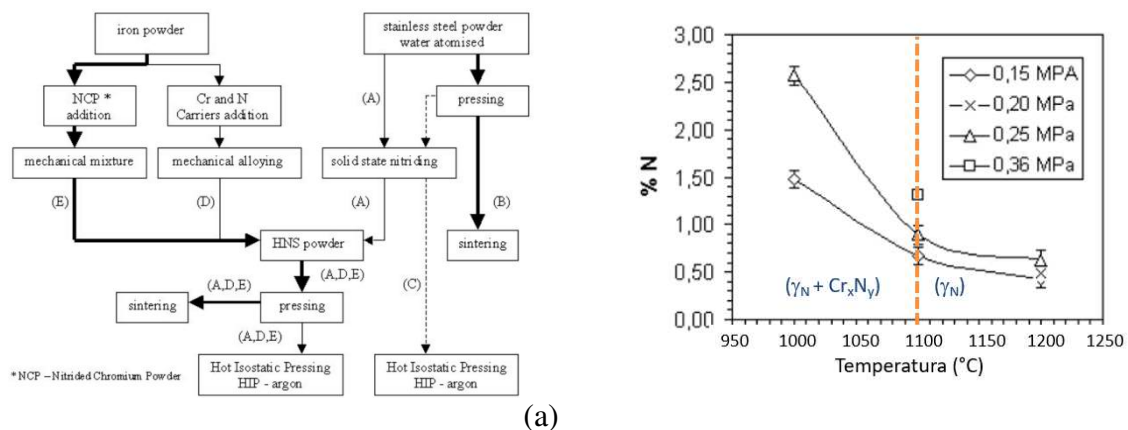 iron powder
stainless steel powder
water atomised
NCP *
addition
Cr and N
Carriers addition
(A)
pressing
mechanical mixture
mechanical alloying
solid state nitriding
(E)
(D)
(A)
(B)
HNS powder
sintering
(A,D,E)
(C)
(A,D,E)
sintering
pressing
(A,D,E)
Hot Isostatic Pressing
HIP - argon
Hot Isostatic Pressing
HIP - argon
*NCP – Nitrided Chromium Powder
% N
3,00
2,50
2,00
1,50
1,00
0,50
0,00
0,15 MPA
0,20 MPa
0,25 MPa
0,36 MPa
(γN + CrxNy)
(γN)
950 1000 1050 1100 1150 1200 1250
Temperatura (°C)
(a)